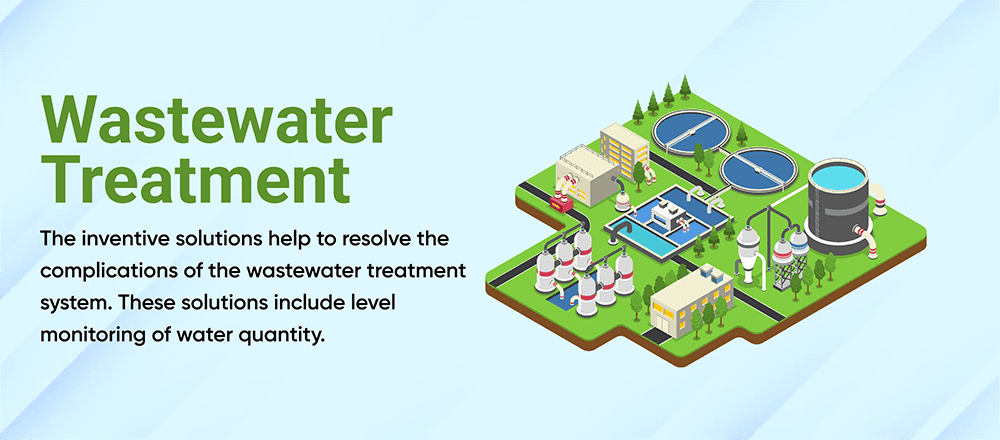 Wastewater
Treatment
The inventive solutions help to resolve the
complications of the wastewater treatment
system. These solutions include level
monitoring of water quantity.